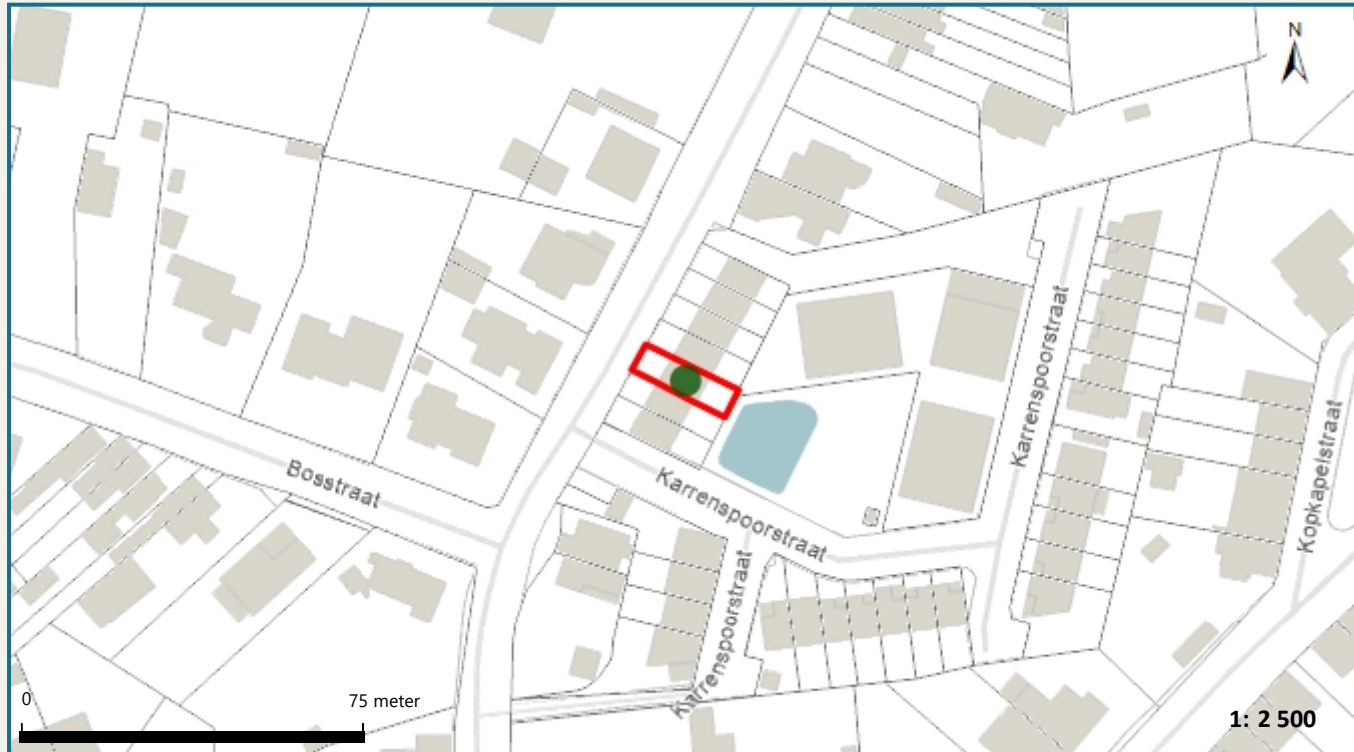 N
Karrenspoorstraat
Kopkapelstraat
Bosstraat
Karrenspoorstraat
Karrenspoorstraat
0
75 meter
1: 2 500